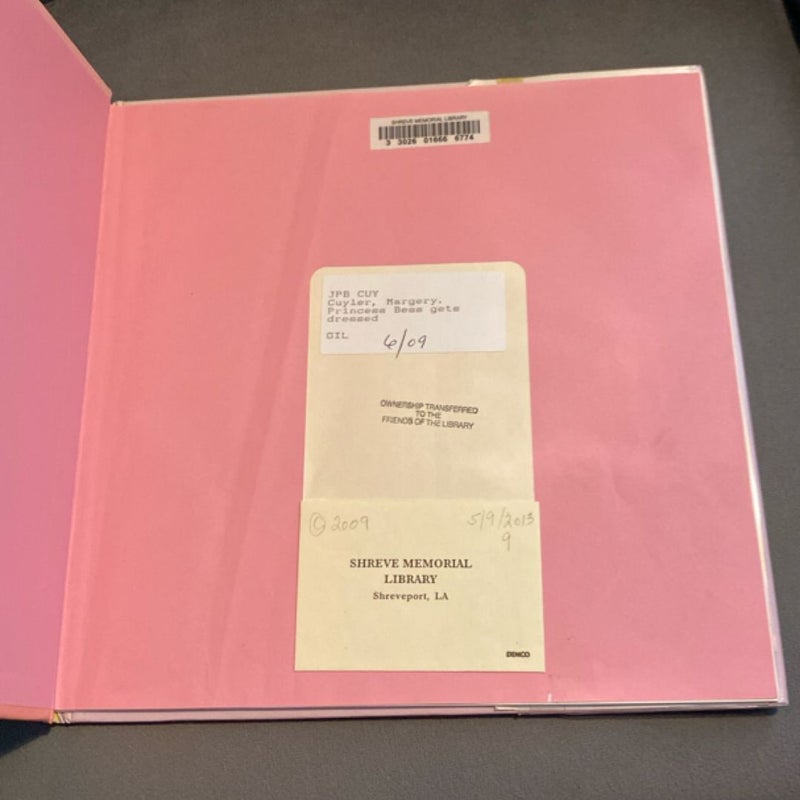 SHREVE MEMORIAL LIBRARY
3 3026 01666 6774
JPB CUY
Cuyler, Margery.
Princess Bess gets
dressed
GIL 6/09
OWNERSHIP TRANSFERRED
TO THE
FRIENDS OF THE LIBRARY
© 2009 5/9/2013
9
SHREVE MEMORIAL
LIBRARY
Shreveport, LA
DEMCO